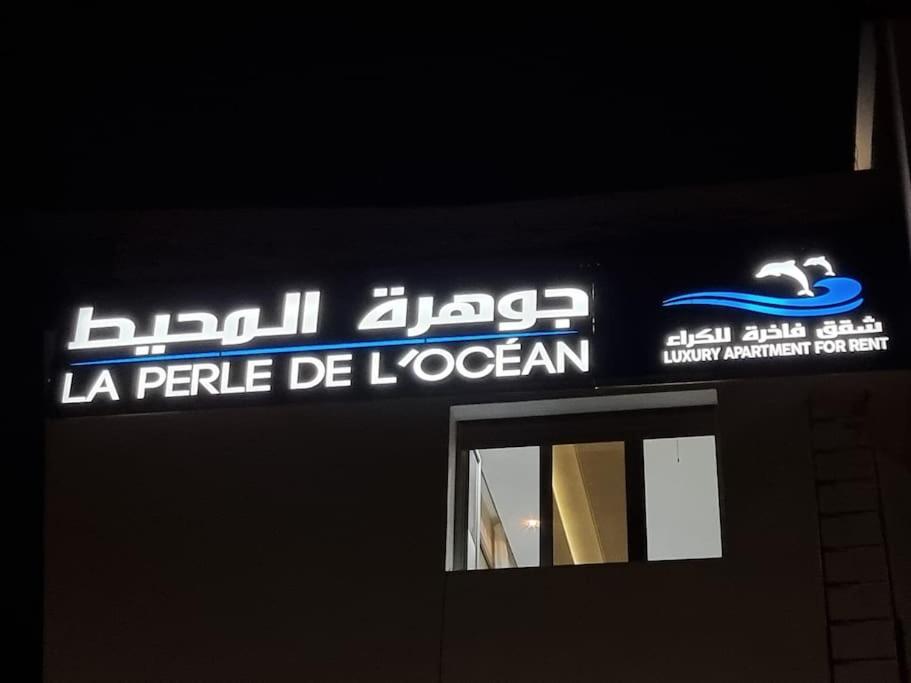 جوهرة المحيط
LA PERLE DE L'OCÉAN
شقق فاخرة للكراء
LUXURY APARTMENT FOR RENT